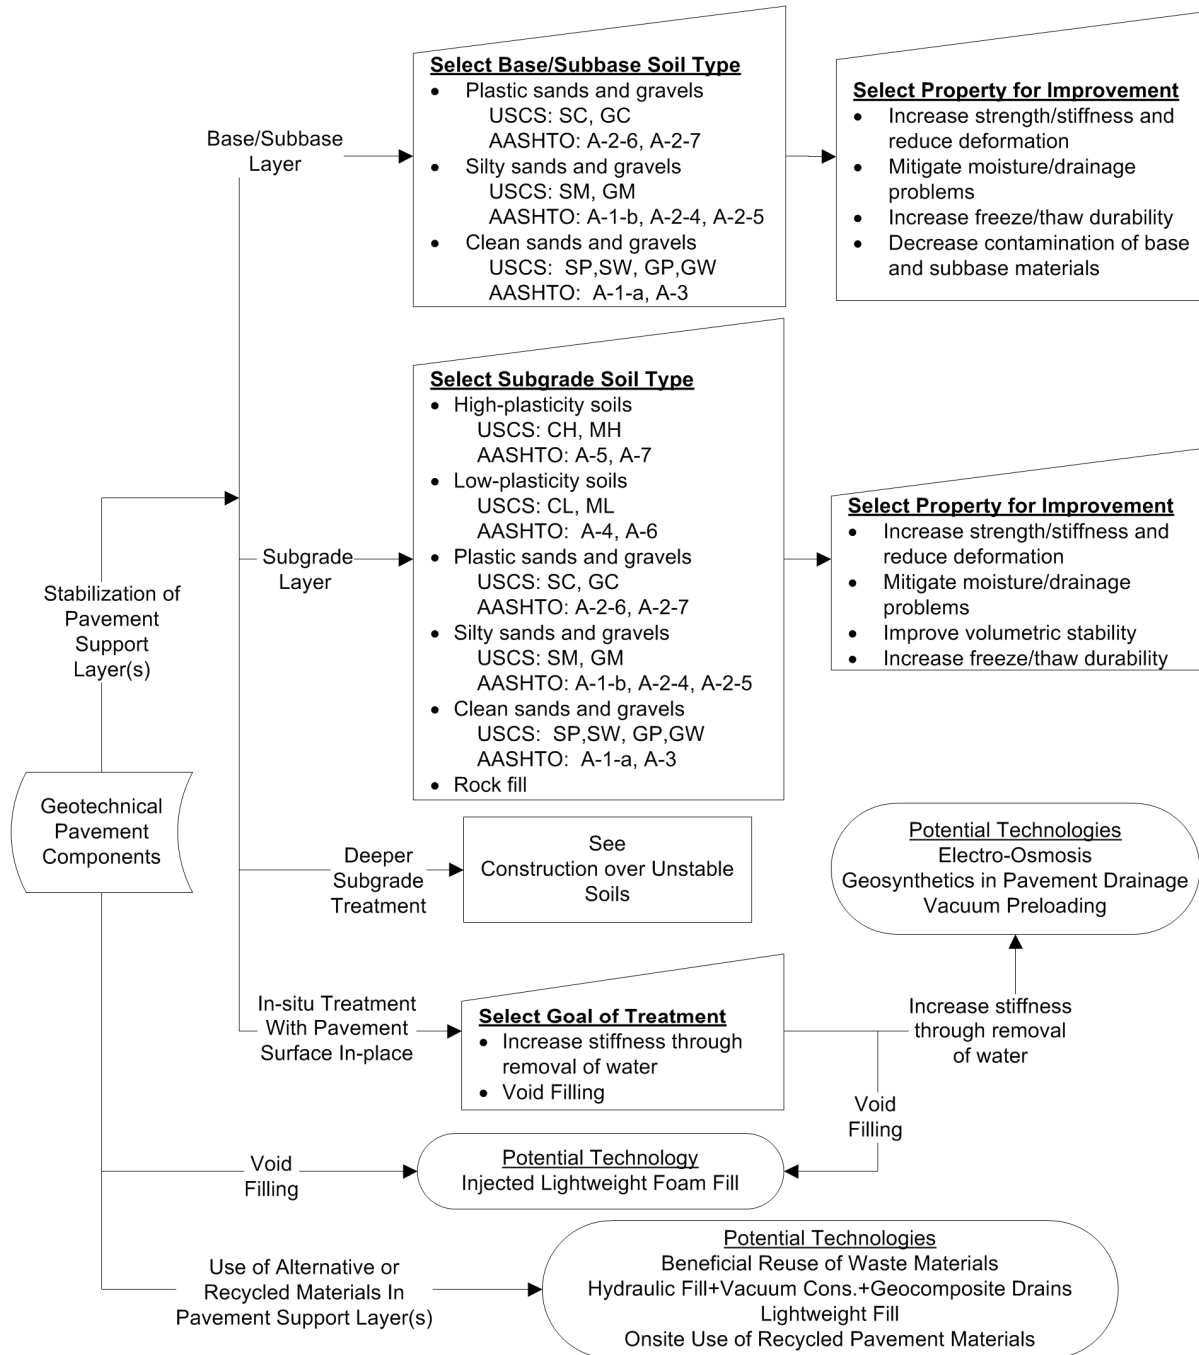 Select Base/Subbase Soil Type
• Plastic sands and gravels
USCS: SC, GC
AASHTO: A-2-6, A-2-7
• Silty sands and gravels
USCS: SM, GM
AASHTO: A-1-b, A-2-4, A-2-5
• Clean sands and gravels
USCS: SP,SW, GP,GW
AASHTO: A-1-a, A-3
Select Property for Improvement
• Increase strength/stiffness and
reduce deformation
• Mitigate moisture/drainage
problems
• Increase freeze/thaw durability
• Decrease contamination of base
and subbase materials
Base/Subbase
Layer
Select Subgrade Soil Type
• High-plasticity soils
USCS: CH, MH
AASHTO: A-5, A-7
• Low-plasticity soils
USCS: CL, ML
AASHTO: A-4, A-6
• Plastic sands and gravels
USCS: SC, GC
AASHTO: A-2-6, A-2-7
• Silty sands and gravels
USCS: SM, GM
AASHTO: A-1-b, A-2-4, A-2-5
• Clean sands and gravels
USCS: SP,SW, GP,GW
AASHTO: A-1-a, A-3
• Rock fill
Select Property for Improvement
• Increase strength/stiffness and
reduce deformation
• Mitigate moisture/drainage
problems
• Improve volumetric stability
• Increase freeze/thaw durability
Subgrade
Layer
Stabilization of
Pavement
Support
Layer(s)
Geotechnical
Pavement
Components
Deeper
Subgrade
Treatment
See
Construction over Unstable
Soils
Potential Technologies
Electro-Osmosis
Geosynthetics in Pavement Drainage
Vacuum Preloading
In-situ Treatment
With Pavement
Surface In-place
Select Goal of Treatment
• Increase stiffness through
removal of water
• Void Filling
Increase stiffness
through removal
of water
Void
Filling
Void
Filling
Potential Technology
Injected Lightweight Foam Fill
Use of Alternative or
Recycled Materials In
Pavement Support Layer(s)
Potential Technologies
Beneficial Reuse of Waste Materials
Hydraulic Fill+Vacuum Cons.+Geocomposite Drains
Lightweight Fill
Onsite Use of Recycled Pavement Materials